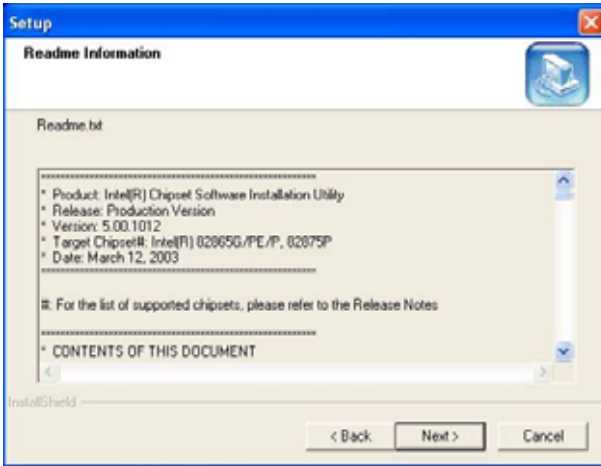 Setup
Readme Information
Readme.txt
********************************************************
* Product: Intel(R) Chipset Software Installation Utility
* Release: Production Version
* Version: 5.00.1012
* Target Chipset#: Intel(R) 82865G/PE/P, 82875P
* Date: March 12, 2003
********************************************************
#: For the list of supported chipsets, please refer to the Release Notes
********************************************************
* CONTENTS OF THIS DOCUMENT
InstallShield
< Back
Next >
Cancel